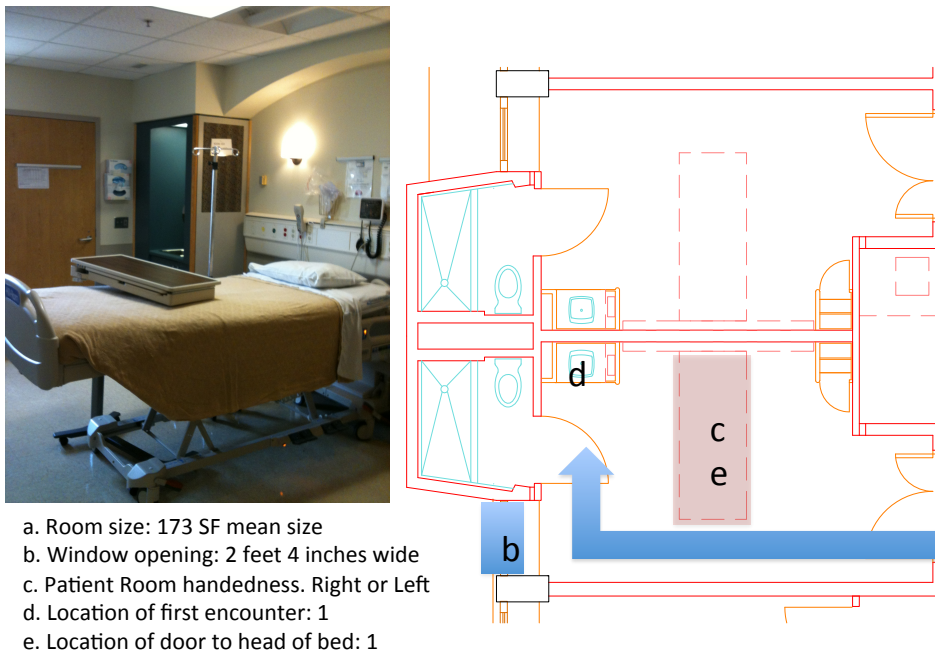 c
d
e
b
a. Room size: 173 SF mean size
b. Window opening: 2 feet 4 inches wide
c. Patient Room handedness. Right or Left
d. Location of first encounter: 1
e. Location of door to head of bed: 1